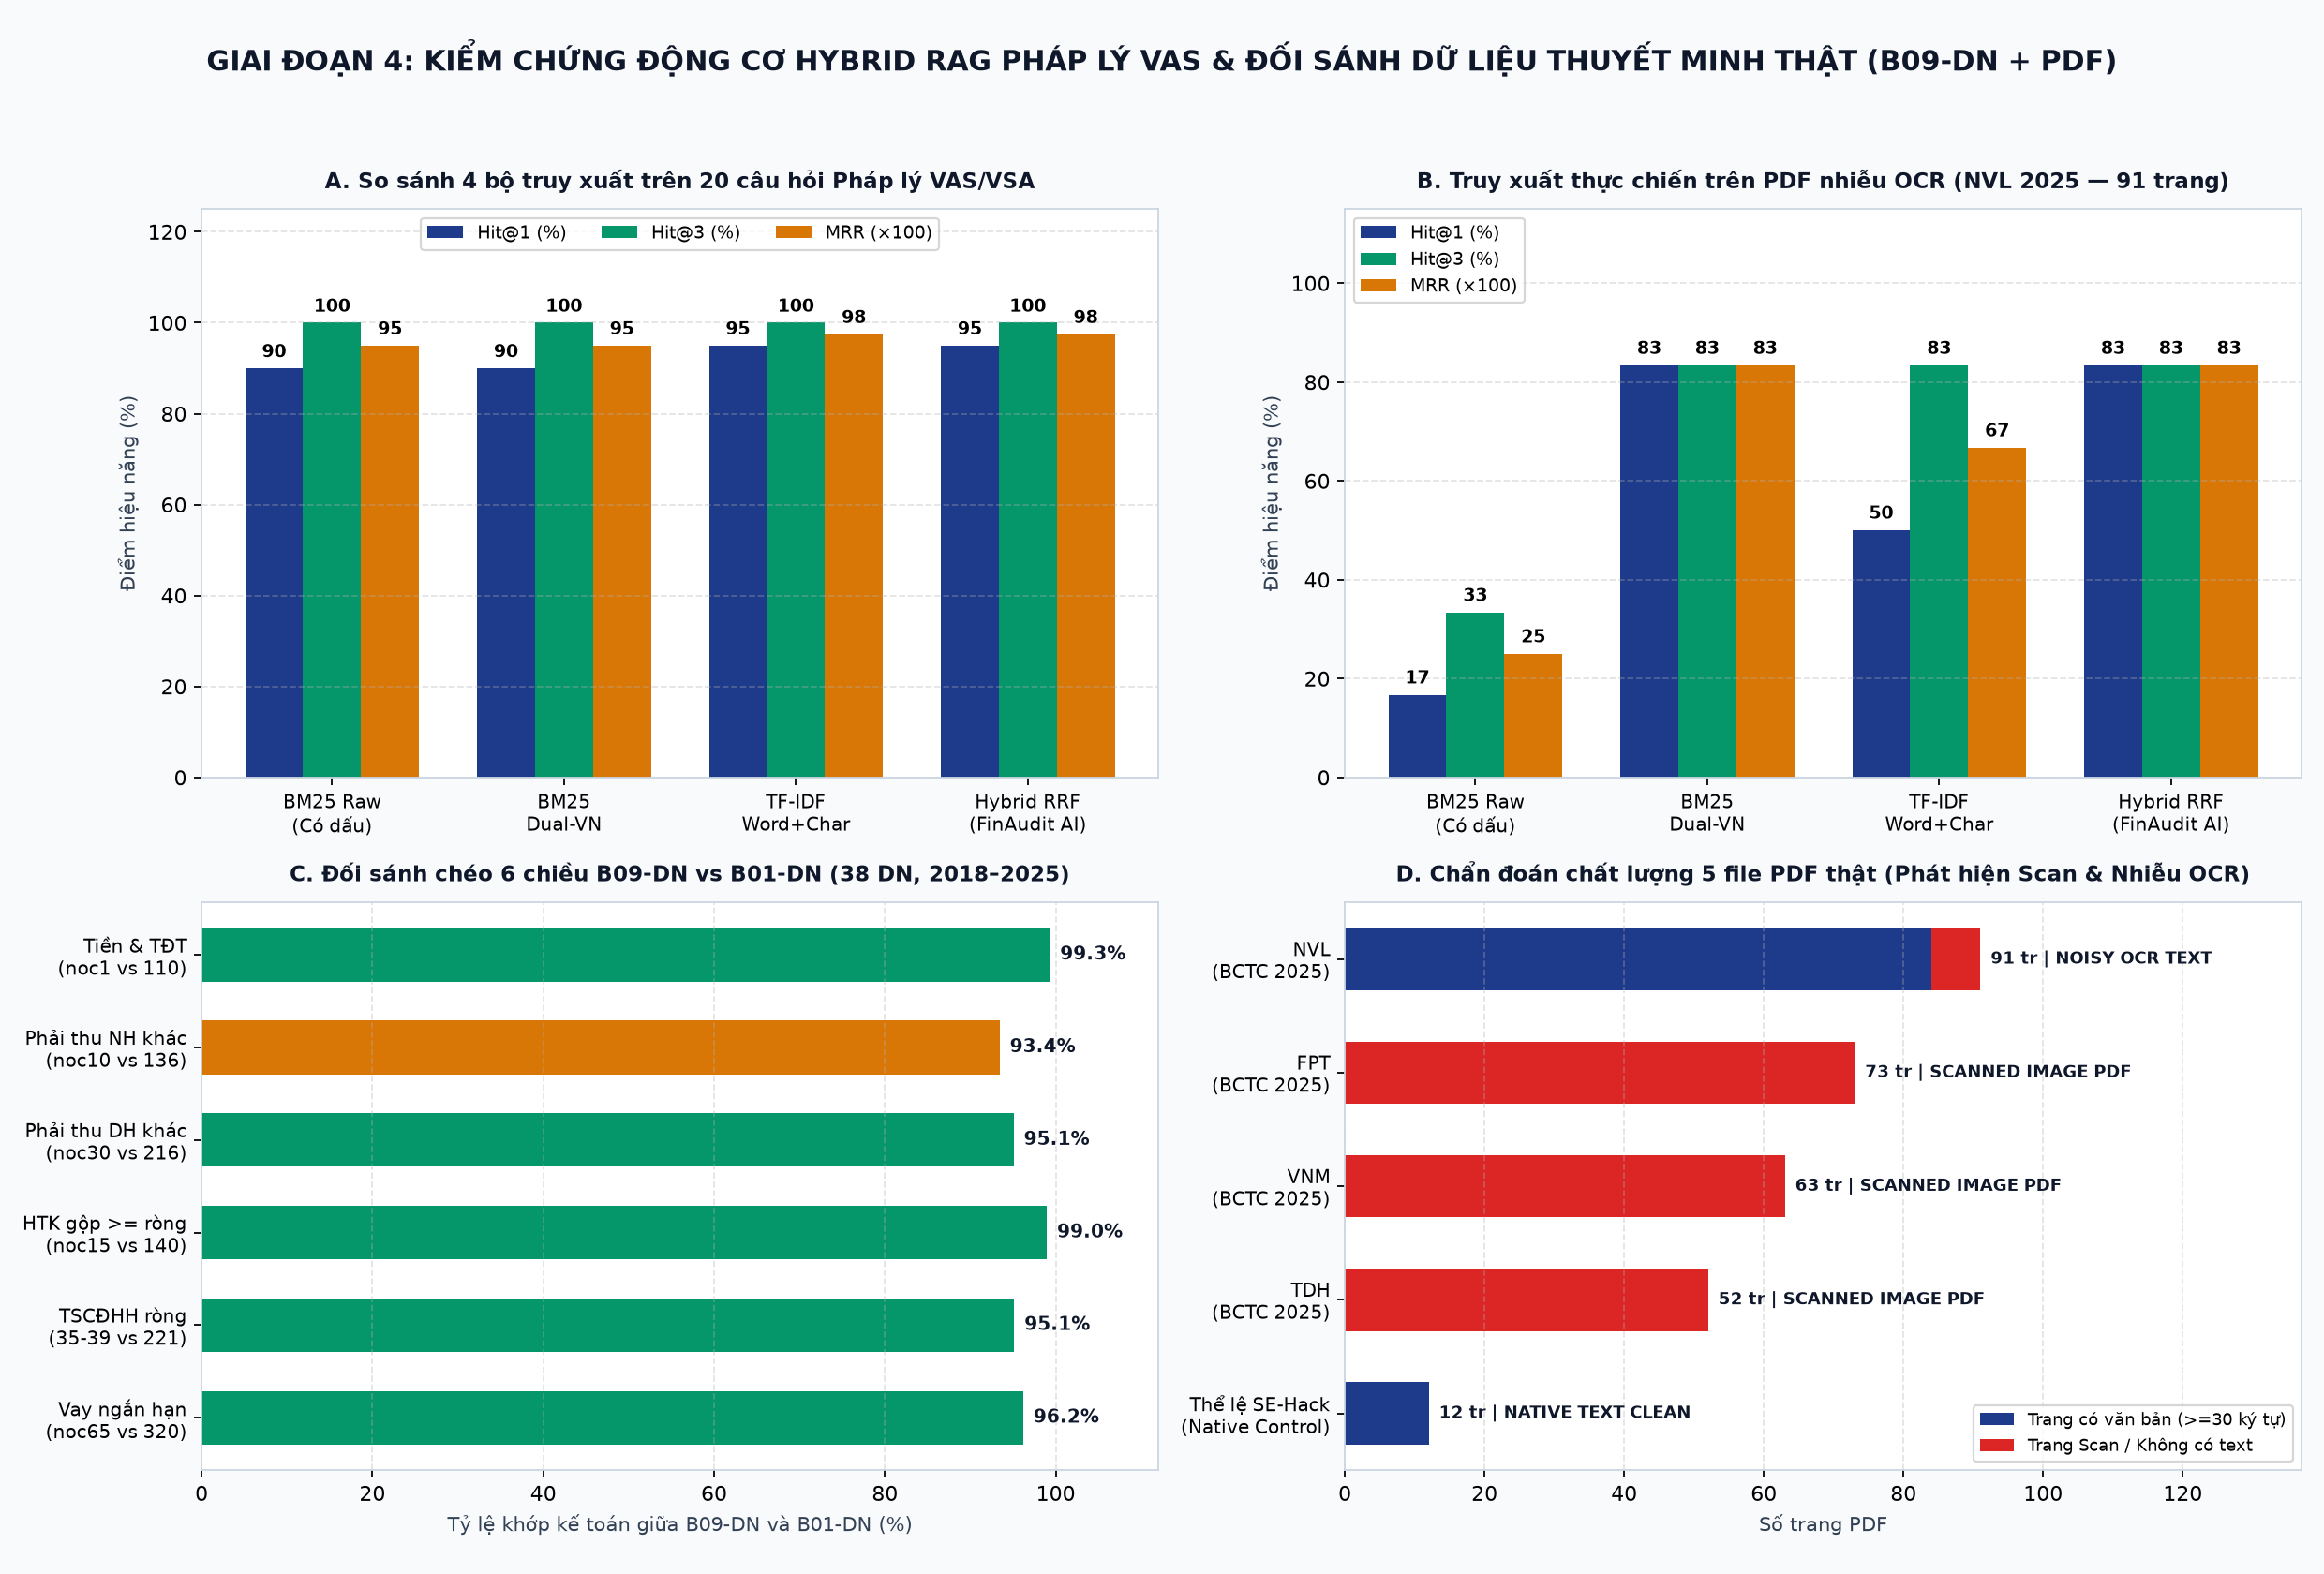 GIAI ĐOẠN 4: KIỂM CHỨNG ĐỘNG CƠ HYBRID RAG PHÁP LÝ VAS & ĐỐI SÁNH DỮ LIỆU THUYẾT MINH THẬT (B09-DN + PDF)
A. So sánh 4 bộ truy xuất trên 20 câu hỏi Pháp lý VAS/VSA
Hit@1 (%)
Hit@3 (%)
MRR (×100)
Điểm hiệu năng (%)
120
100
80
60
40
20
0
90
100
95
90
100
95
95
100
98
95
100
98
BM25 Raw
(Có dấu)
BM25
Dual-VN
TF-IDF
Word+Char
Hybrid RRF
(FinAudit AI)
B. Truy xuất thực chiến trên PDF nhiễu OCR (NVL 2025 — 91 trang)
Hit@1 (%)
Hit@3 (%)
MRR (×100)
Điểm hiệu năng (%)
100
80
60
40
20
0
17
33
25
83
83
83
50
83
67
83
83
83
BM25 Raw
(Có dấu)
BM25
Dual-VN
TF-IDF
Word+Char
Hybrid RRF
(FinAudit AI)
C. Đối sánh chéo 6 chiều B09-DN vs B01-DN (38 DN, 2018–2025)
Tiền & TĐT
(noc1 vs 110)
99.3%
Phải thu NH khác
(noc10 vs 136)
93.4%
Phải thu DH khác
(noc30 vs 216)
95.1%
HTK gộp >= ròng
(noc15 vs 140)
99.0%
TSCĐHH ròng
(35-39 vs 221)
95.1%
Vay ngắn hạn
(noc65 vs 320)
96.2%
0
20
40
60
80
100
Tỷ lệ khớp kế toán giữa B09-DN và B01-DN (%)
D. Chẩn đoán chất lượng 5 file PDF thật (Phát hiện Scan & Nhiễu OCR)
NVL
(BCTC 2025)
91 tr | NOISY OCR TEXT
FPT
(BCTC 2025)
73 tr | SCANNED IMAGE PDF
VNM
(BCTC 2025)
63 tr | SCANNED IMAGE PDF
TDH
(BCTC 2025)
52 tr | SCANNED IMAGE PDF
Thể lệ SE-Hack
(Native Control)
12 tr | NATIVE TEXT CLEAN
Trang có văn bản (>=30 ký tự)
Trang Scan / Không có text
0
20
40
60
80
100
120
Số trang PDF